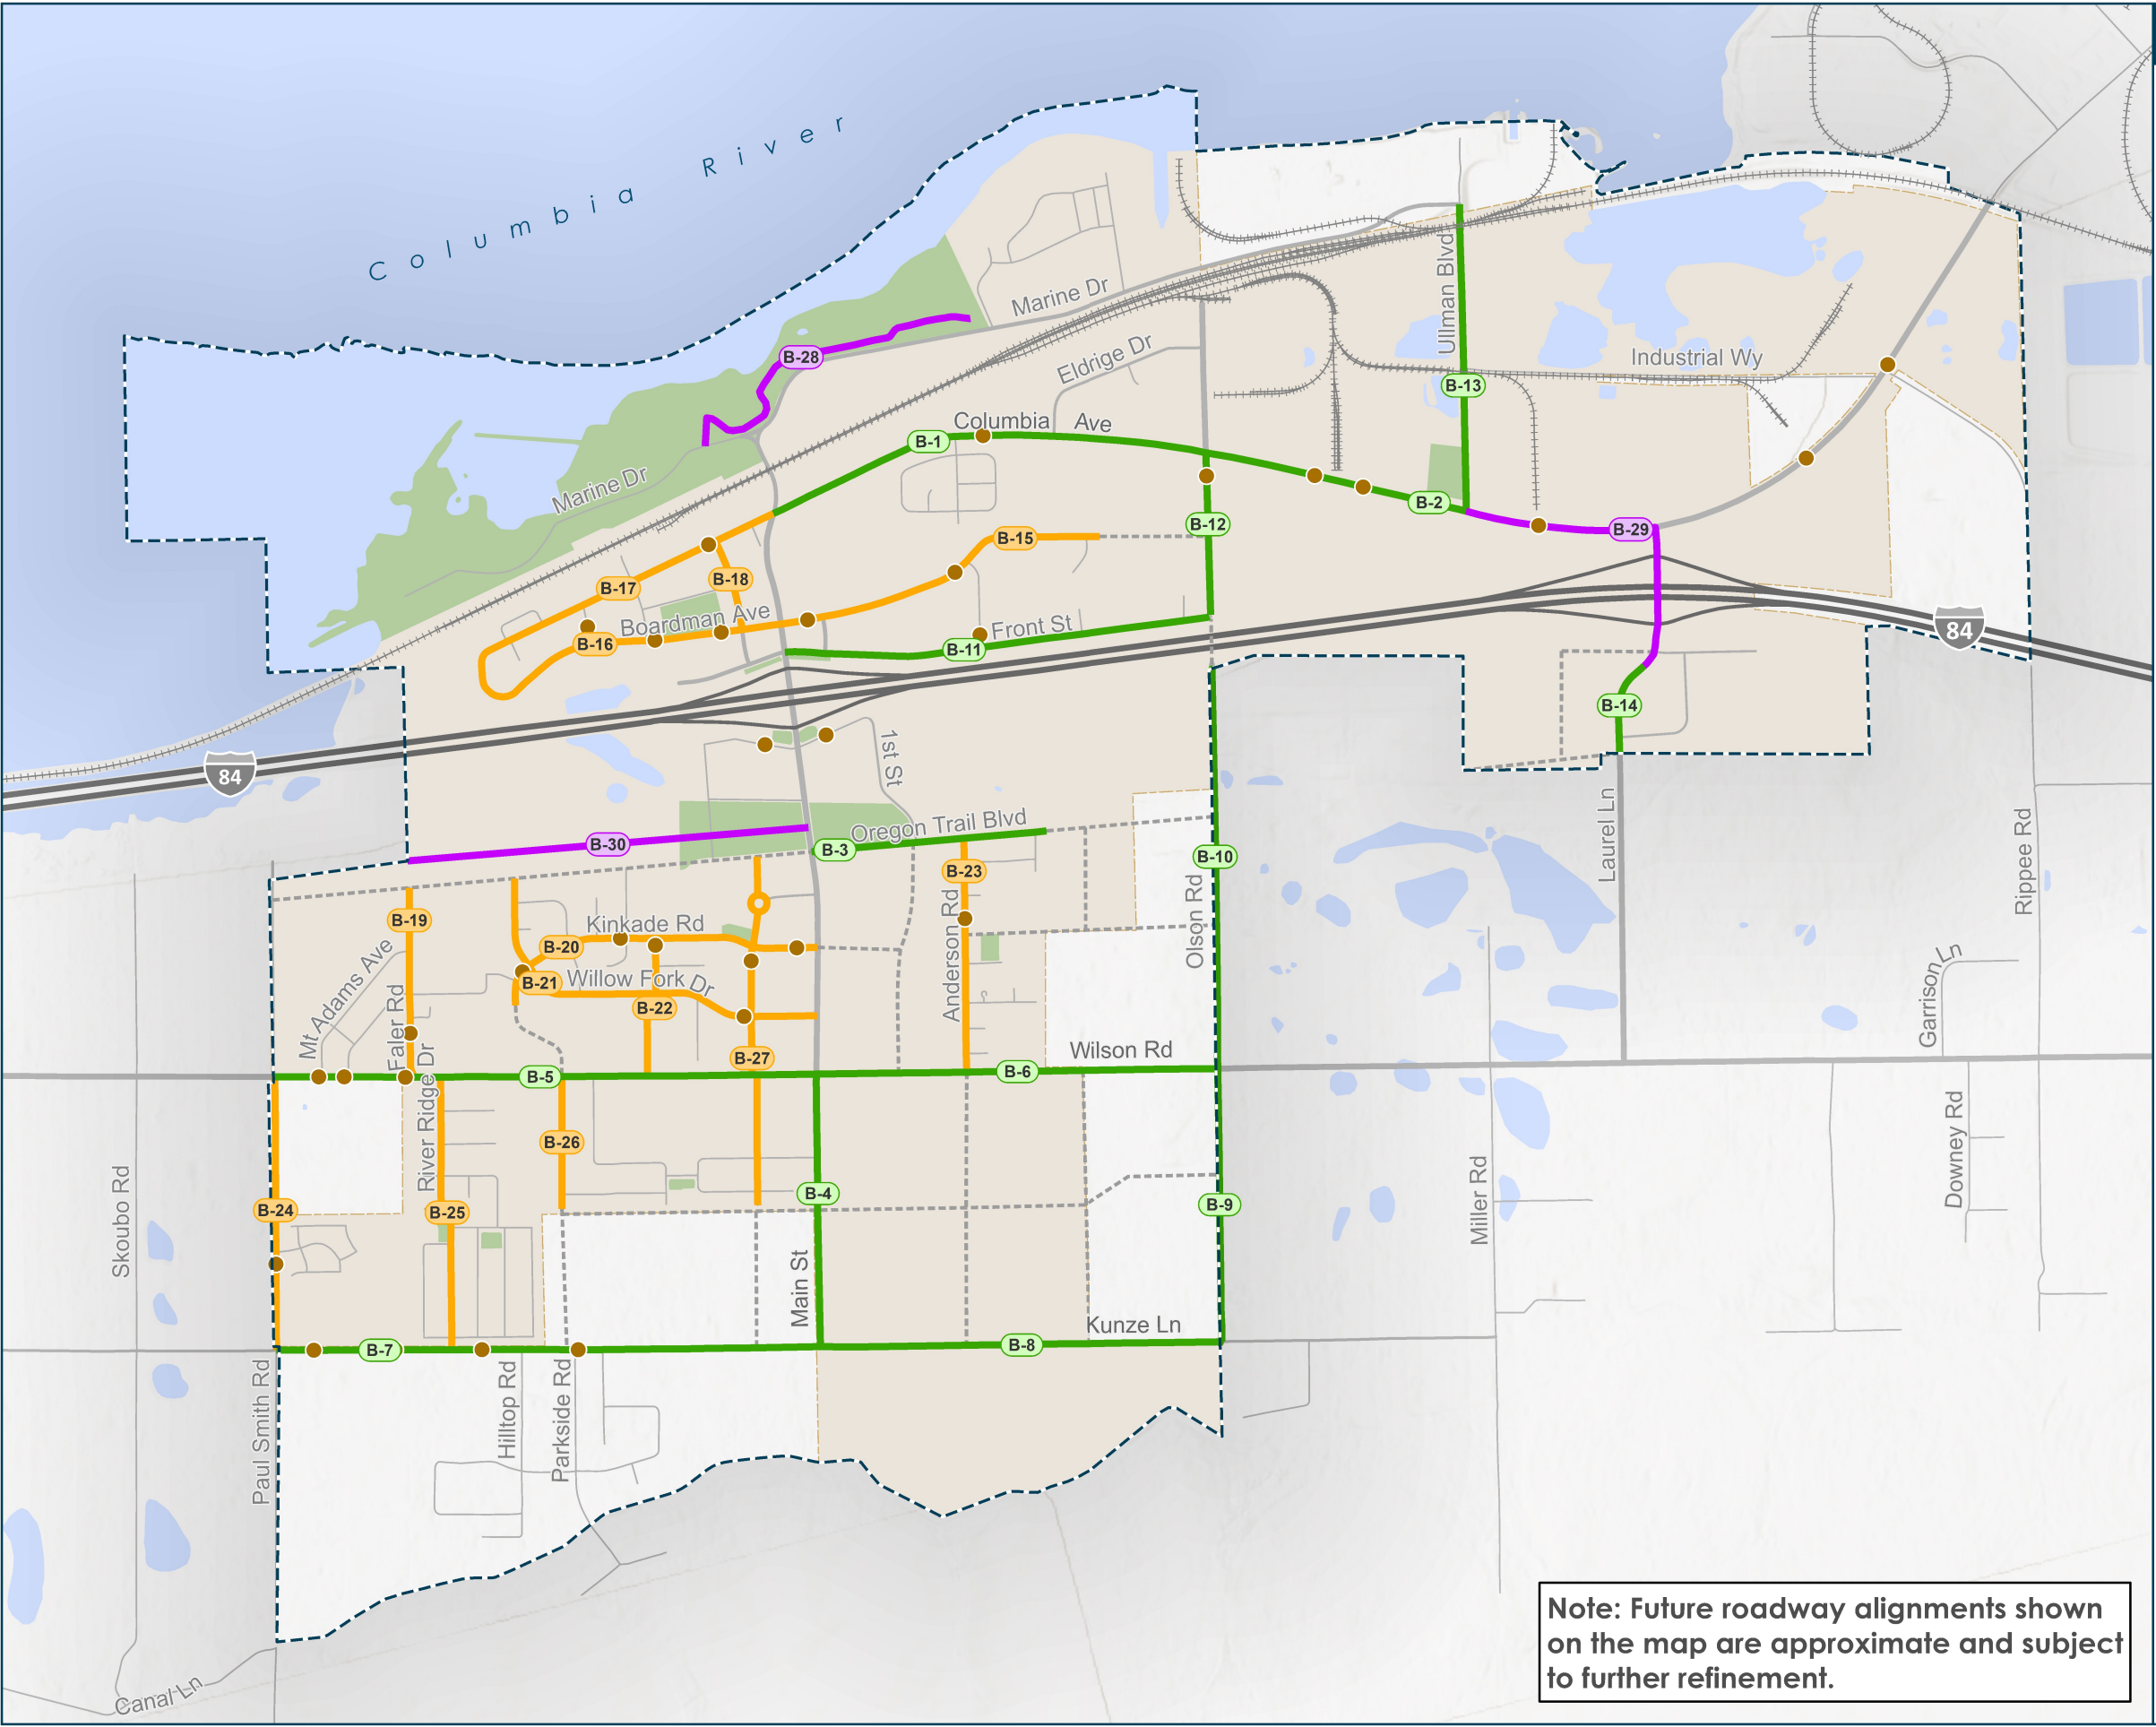 Columbia River
Marine Dr
Ullman Blvd
B-28
Eldrige Dr
Industrial Wy
B-13
Columbia Ave
B-1
Marine Dr
B-2
B-12
B-29
B-15
B-18
B-17
Boardman Ave
Front St
B-16
B-11
84
B-14
1st St
84
Laurel Ln
Oregon Trail Blvd
B-30
B-3
B-10
Rippee Rd
B-23
B-19
Kinkade Rd
Anderson Rd
Olson Rd
B-20
Mt Adams Ave
Willow Fork Dr
B-21
B-22
Garrison Ln
Faler Rd
Wilson Rd
B-27
B-5
B-6
River Ridge Dr
B-26
Downey Rd
Skoubo Rd
B-4
Miller Rd
B-9
B-24
B-25
Main St
Kunze Ln
B-7
B-8
Paul Smith Rd
Hilltop Rd
Parkside Rd
Canal Ln
Note: Future roadway alignments shown
on the map are approximate and subject
to further refinement.